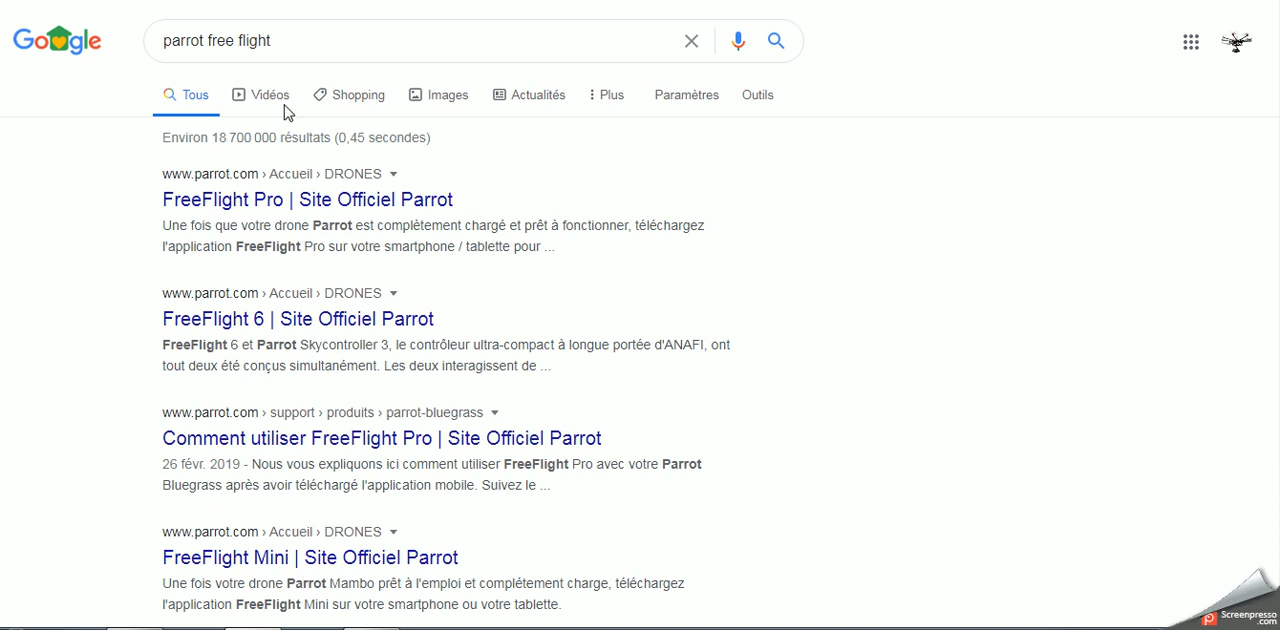 Google
parrot free flight
Tous Vidéos Shopping Images Actualités Plus Paramètres Outils
Environ 18 700 000 résultats (0,45 secondes)
www.parrot.com › Accueil › DRONES
FreeFlight Pro | Site Officiel Parrot
Une fois que votre drone Parrot est complètement chargé et prêt à fonctionner, téléchargez
l'application FreeFlight Pro sur votre smartphone / tablette pour ...
www.parrot.com › Accueil › DRONES
FreeFlight 6 | Site Officiel Parrot
FreeFlight 6 et Parrot Skycontroller 3, le contrôleur ultra-compact à longue portée d'ANAFI, ont
tout deux été conçus simultanément. Les deux interagissent de ...
www.parrot.com › support › produits › parrot-bluegrass
Comment utiliser FreeFlight Pro | Site Officiel Parrot
26 févr. 2019 - Nous vous expliquons ici comment utiliser FreeFlight Pro avec votre Parrot
Bluegrass après avoir téléchargé l'application mobile. Suivez le ...
www.parrot.com › Accueil › DRONES
FreeFlight Mini | Site Officiel Parrot
Une fois votre drone Parrot Mambo prêt à l'emploi et complétement charge, téléchargez
l'application FreeFlight Mini sur votre smartphone ou votre tablette.
Screenpresso
.com